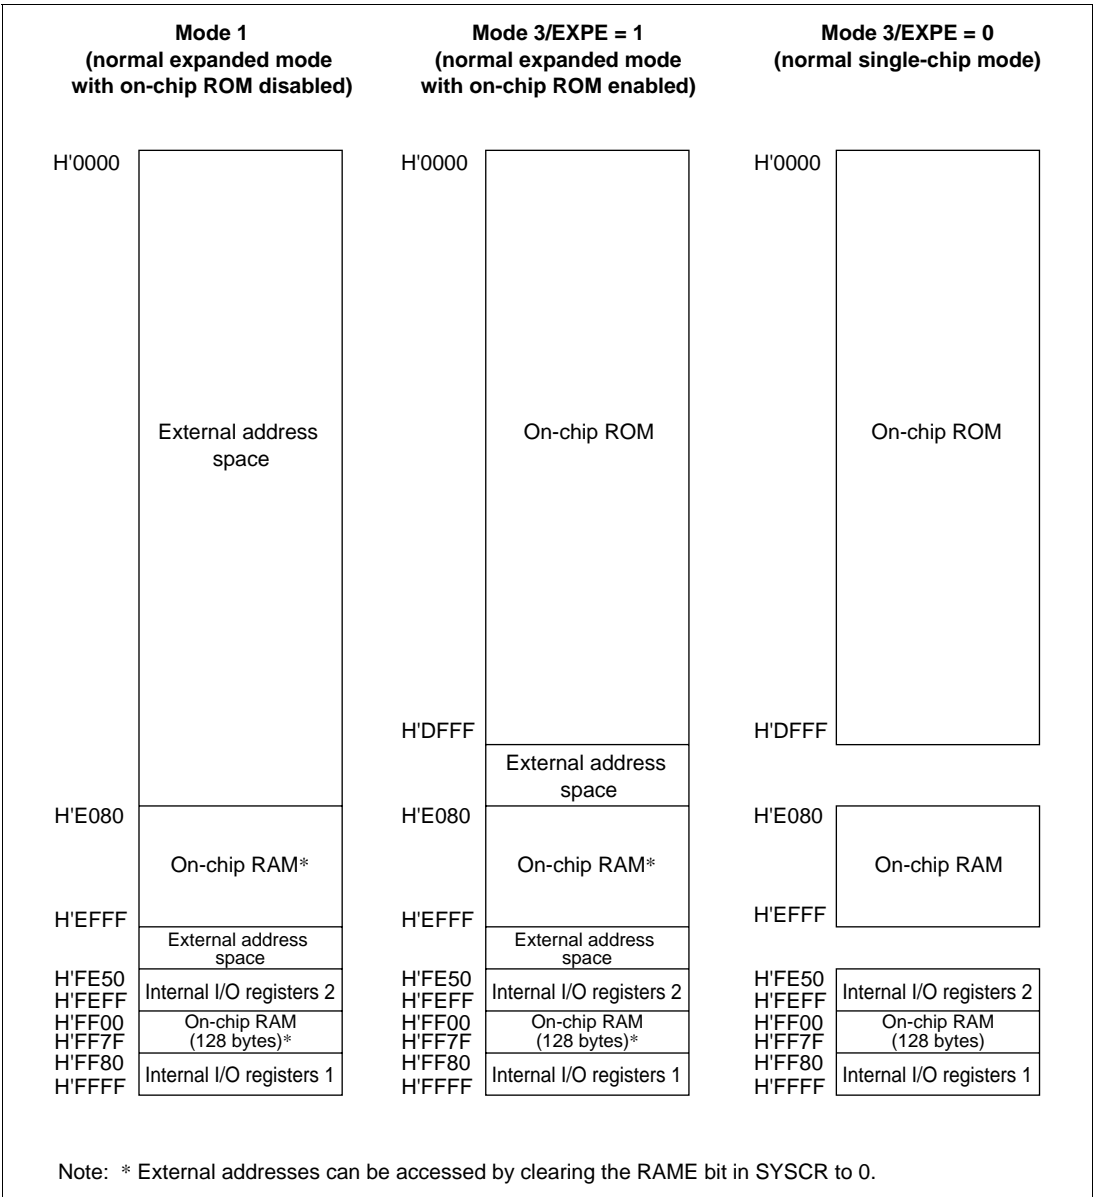 Mode 1
(normal expanded mode
with on-chip ROM disabled)
Mode 3/EXPE = 1
(normal expanded mode
with on-chip ROM enabled)
Mode 3/EXPE = 0
(normal single-chip mode)
H'0000
External address
space
H'E080
On-chip RAM*
H'EFFF
External address
space
H'FE50
Internal I/O registers 2
H'FEFF
H'FF00
On-chip RAM
(128 bytes)*
H'FF7F
H'FF80
Internal I/O registers 1
H'FFFF
H'0000
On-chip ROM
H'DFFF
External address
space
H'E080
On-chip RAM*
H'EFFF
External address
space
H'FE50
Internal I/O registers 2
H'FEFF
H'FF00
On-chip RAM
(128 bytes)*
H'FF7F
H'FF80
Internal I/O registers 1
H'FFFF
H'0000
On-chip ROM
H'DFFF
H'E080
On-chip RAM
H'EFFF
H'FE50
Internal I/O registers 2
H'FEFF
H'FF00
On-chip RAM
(128 bytes)
H'FF7F
H'FF80
Internal I/O registers 1
H'FFFF
Note: * External addresses can be accessed by clearing the RAME bit in SYSCR to 0.